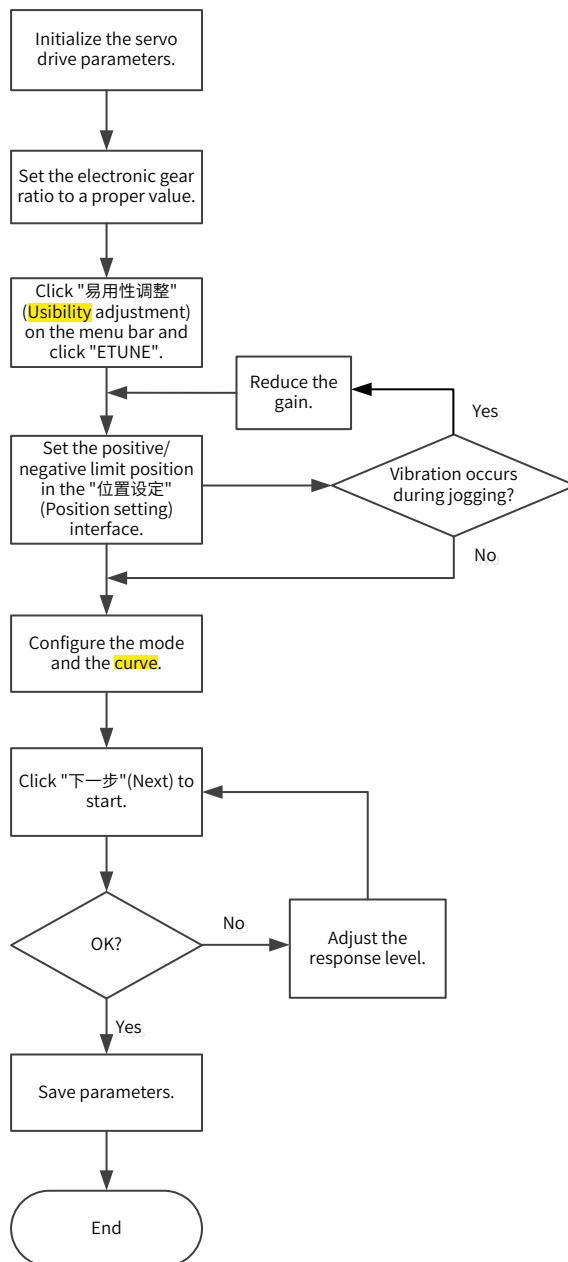 Initialize the servo
drive parameters.
Set the electronic gear
ratio to a proper value.
Click "易用性调整"
(Usibility adjustment)
on the menu bar and
click "ETUNE".
Reduce the
gain.
Yes
Set the positive/
negative limit position
in the "位置设定"
(Position setting)
interface.
Vibration occurs
during jogging?
No
Configure the mode
and the curve.
Click "下一步"(Next) to
start.
OK?
No
Adjust the
response level.
Yes
Save parameters.
End